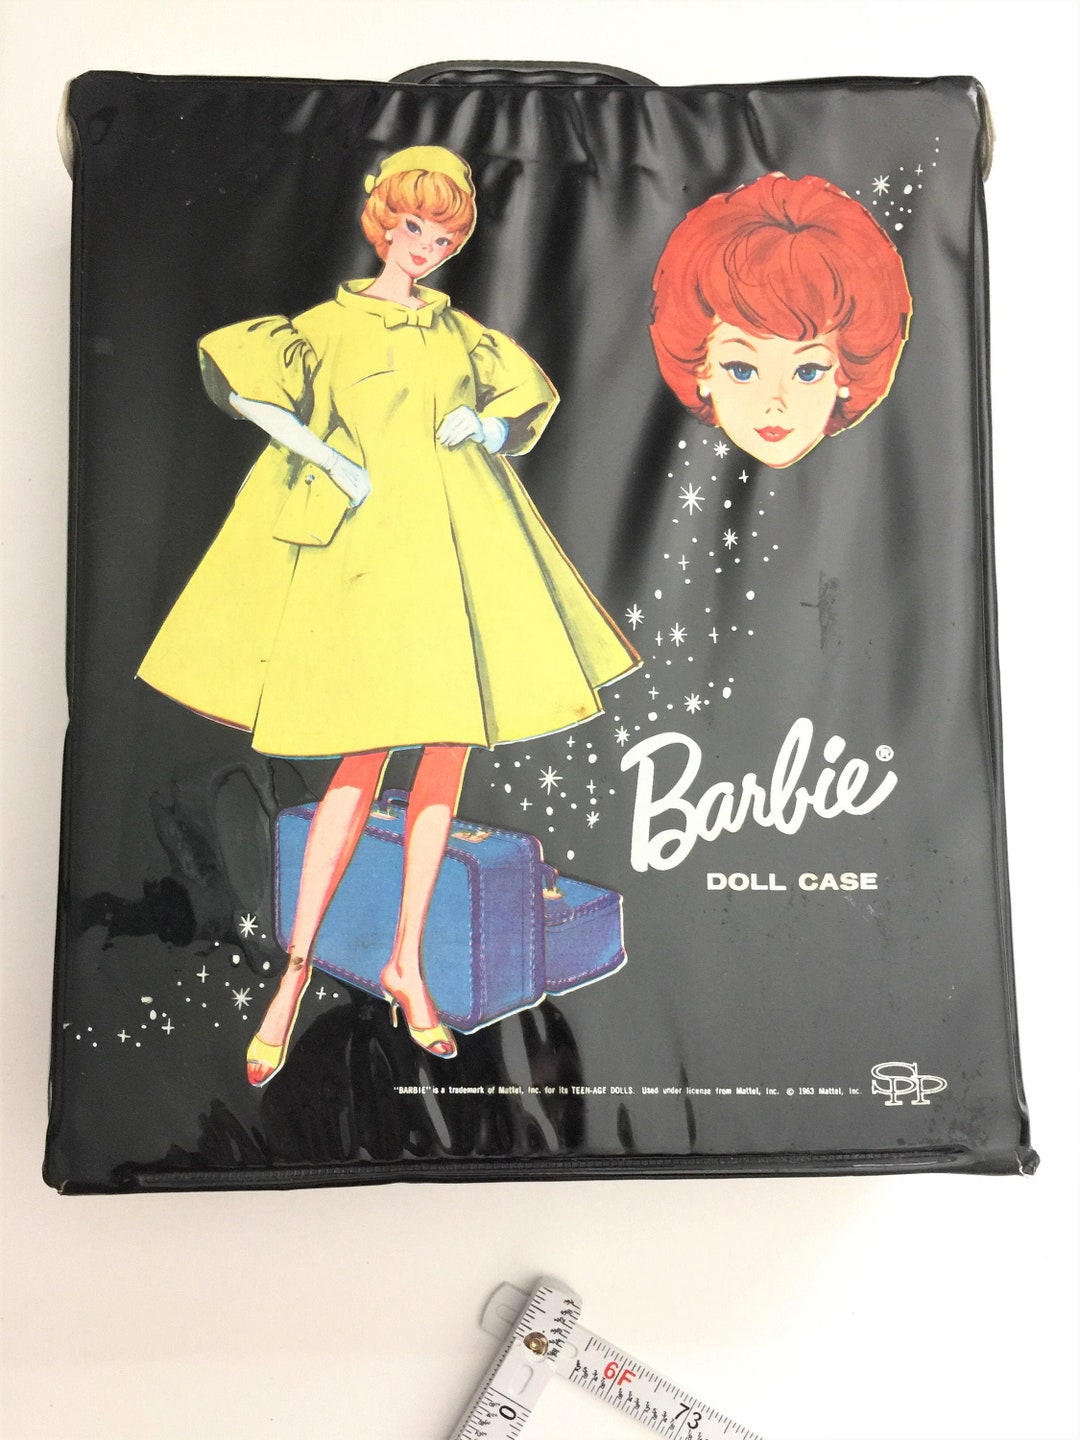 Barbie®
DOLL CASE
"BARBIE" is a trademark of Mattel, Inc. for its TEEN-AGE DOLLS. Used under license from Mattel, Inc. © 1963 Mattel, Inc.
SPP
6F
73
0